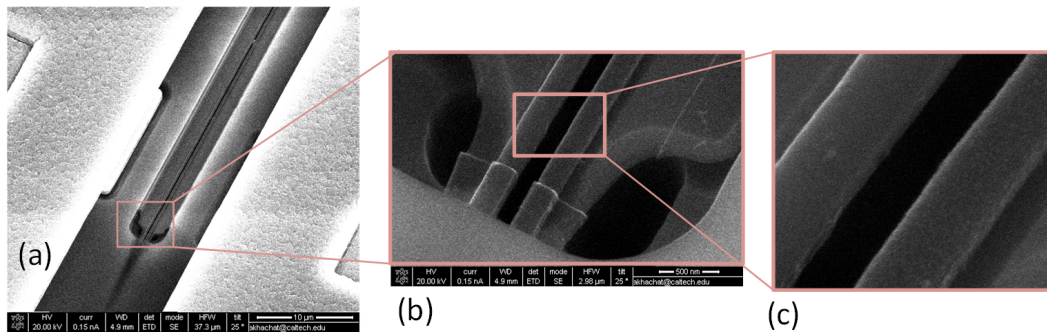 (a)
HV curr WD det mode HFW tilt 10 µm
20.00 kV 0.15 nA 4.9 mm ETD SE 37.3 µm 25 ° akhachat@caltech.edu
(b)
HV curr WD det mode HFW tilt 500 nm
20.00 kV 0.15 nA 4.9 mm ETD SE 2.98 µm 25 ° akhachat@caltech.edu
(c)